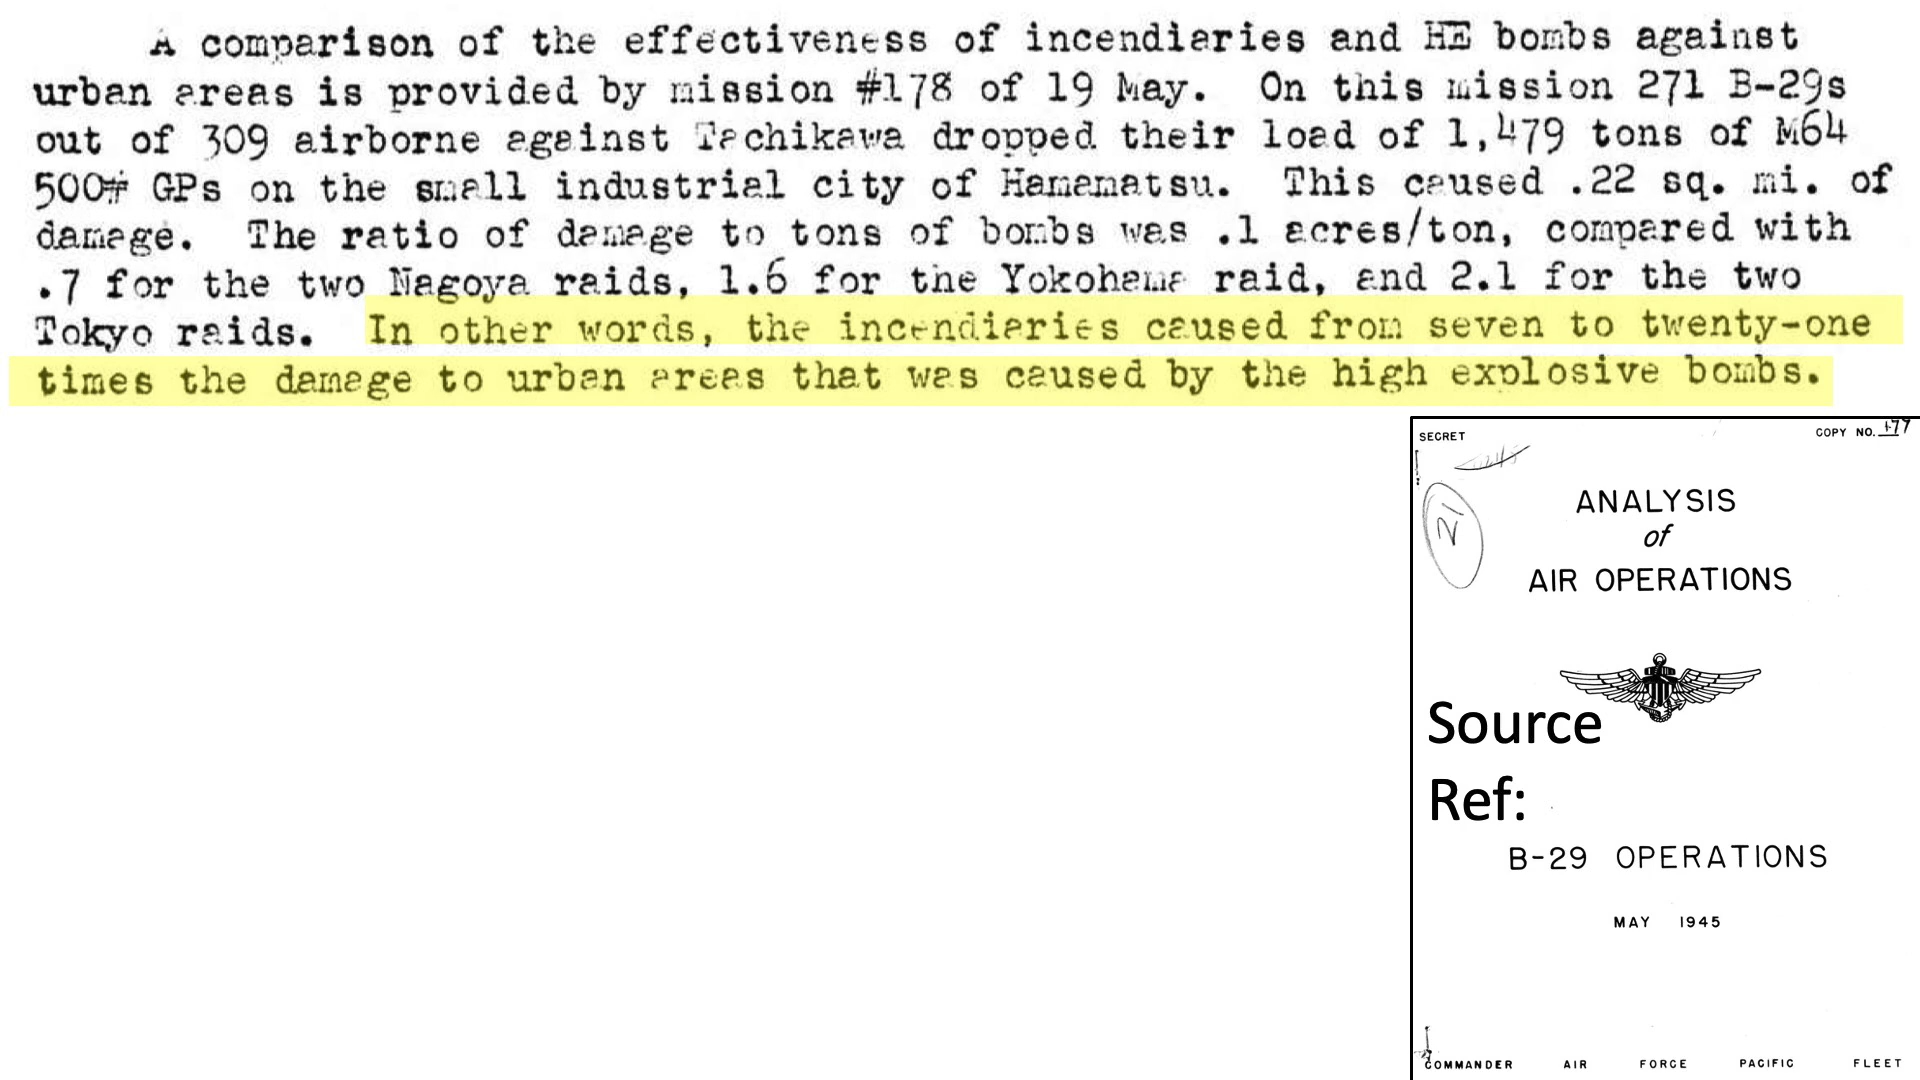 A comparison of the effectiveness of incendiaries and HE bombs against
urban areas is provided by mission #178 of 19 May. On this mission 271 B-29s
out of 309 airborne against Tachikawa dropped their load of 1,479 tons of M64
500# GPs on the small industrial city of Hamamatsu. This caused .22 sq. mi. of
damage. The ratio of damage to tons of bombs was .1 acres/ton, compared with
.7 for the two Nagoya raids, 1.6 for the Yokohama raid, and 2.1 for the two
Tokyo raids. In other words, the incendiaries caused from seven to twenty-one
times the damage to urban areas that was caused by the high explosive bombs.
SECRET
COPY NO. 177
21
ANALYSIS
of
AIR OPERATIONS
Source
Ref:
B-29 OPERATIONS
MAY 1945
COMMANDER AIR FORCE PACIFIC FLEET